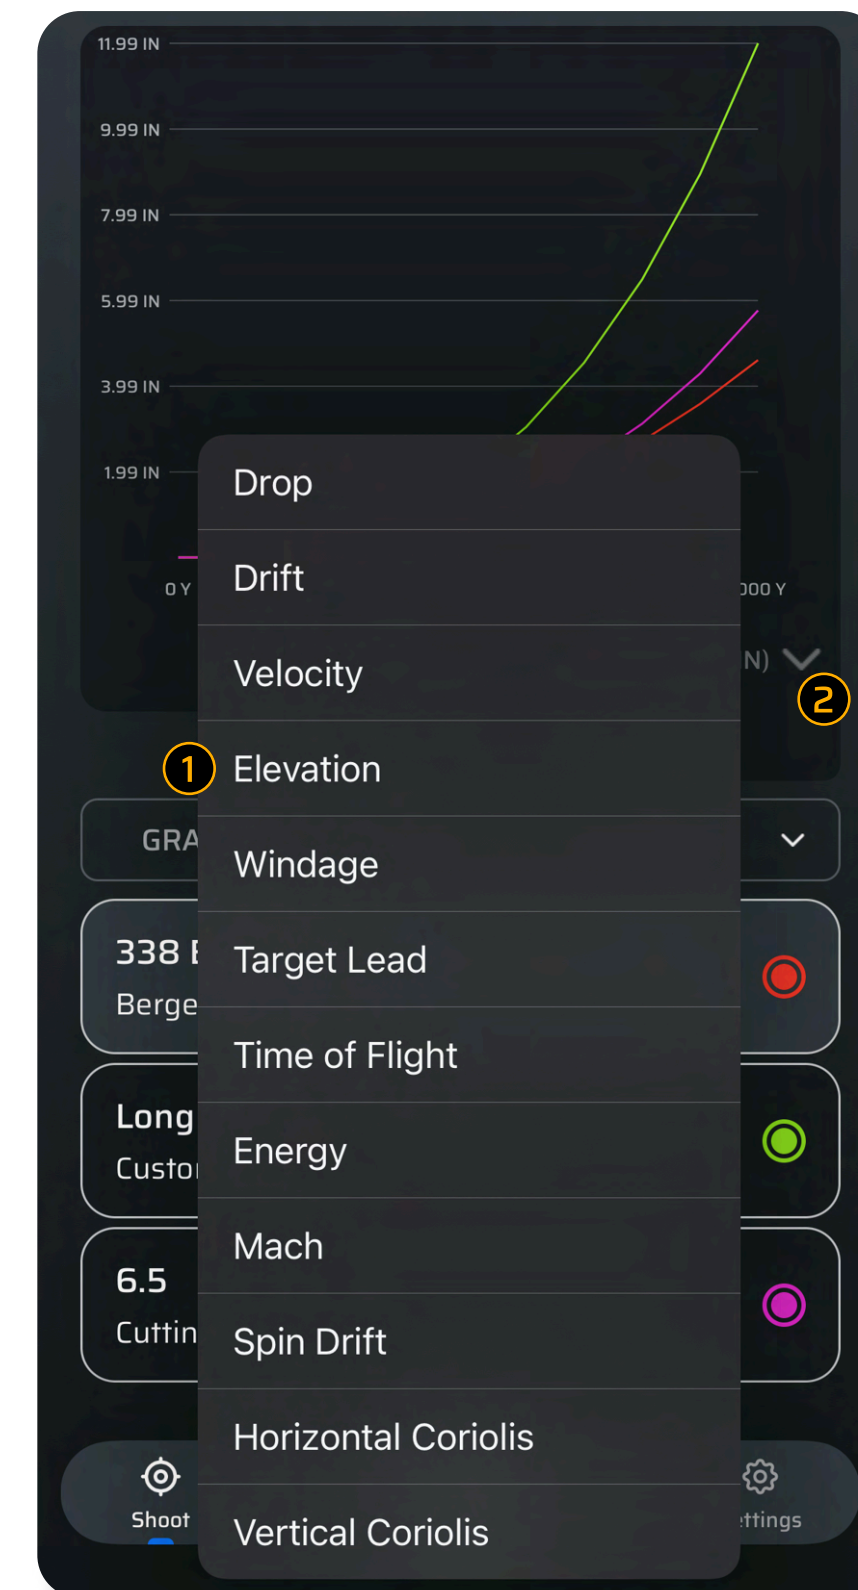 11.99 IN
9.99 IN
7.99 IN
5.99 IN
3.99 IN
1.99 IN
0 Y
000 Y
N)
2
Drop
Drift
Velocity
1
Elevation
Windage
Target Lead
Time of Flight
Energy
Mach
Spin Drift
Horizontal Coriolis
Vertical Coriolis
GRA
338
Berge
Long
Custo
6.5
Cuttin
Shoot
ettings